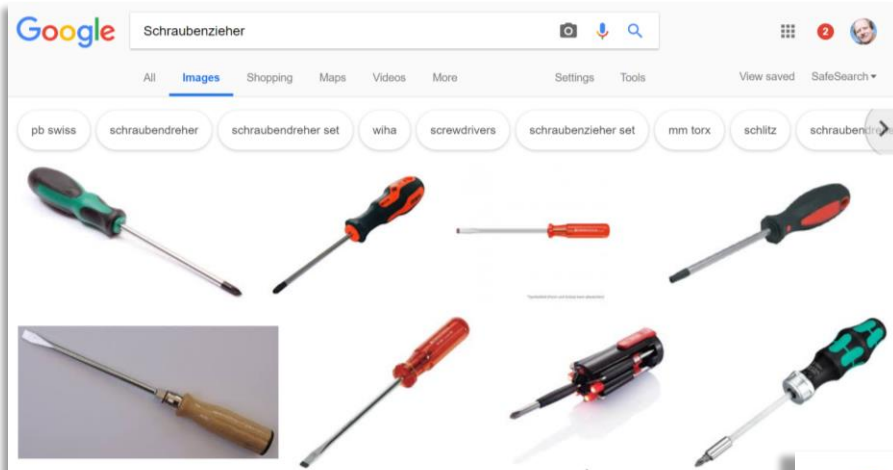 Google
Schraubenzieher
2
All Images Shopping Maps Videos More Settings Tools View saved SafeSearch
pb swiss schraubendreher schraubendreher set wiha screwdrivers schraubenzieher set mm torx schlitz